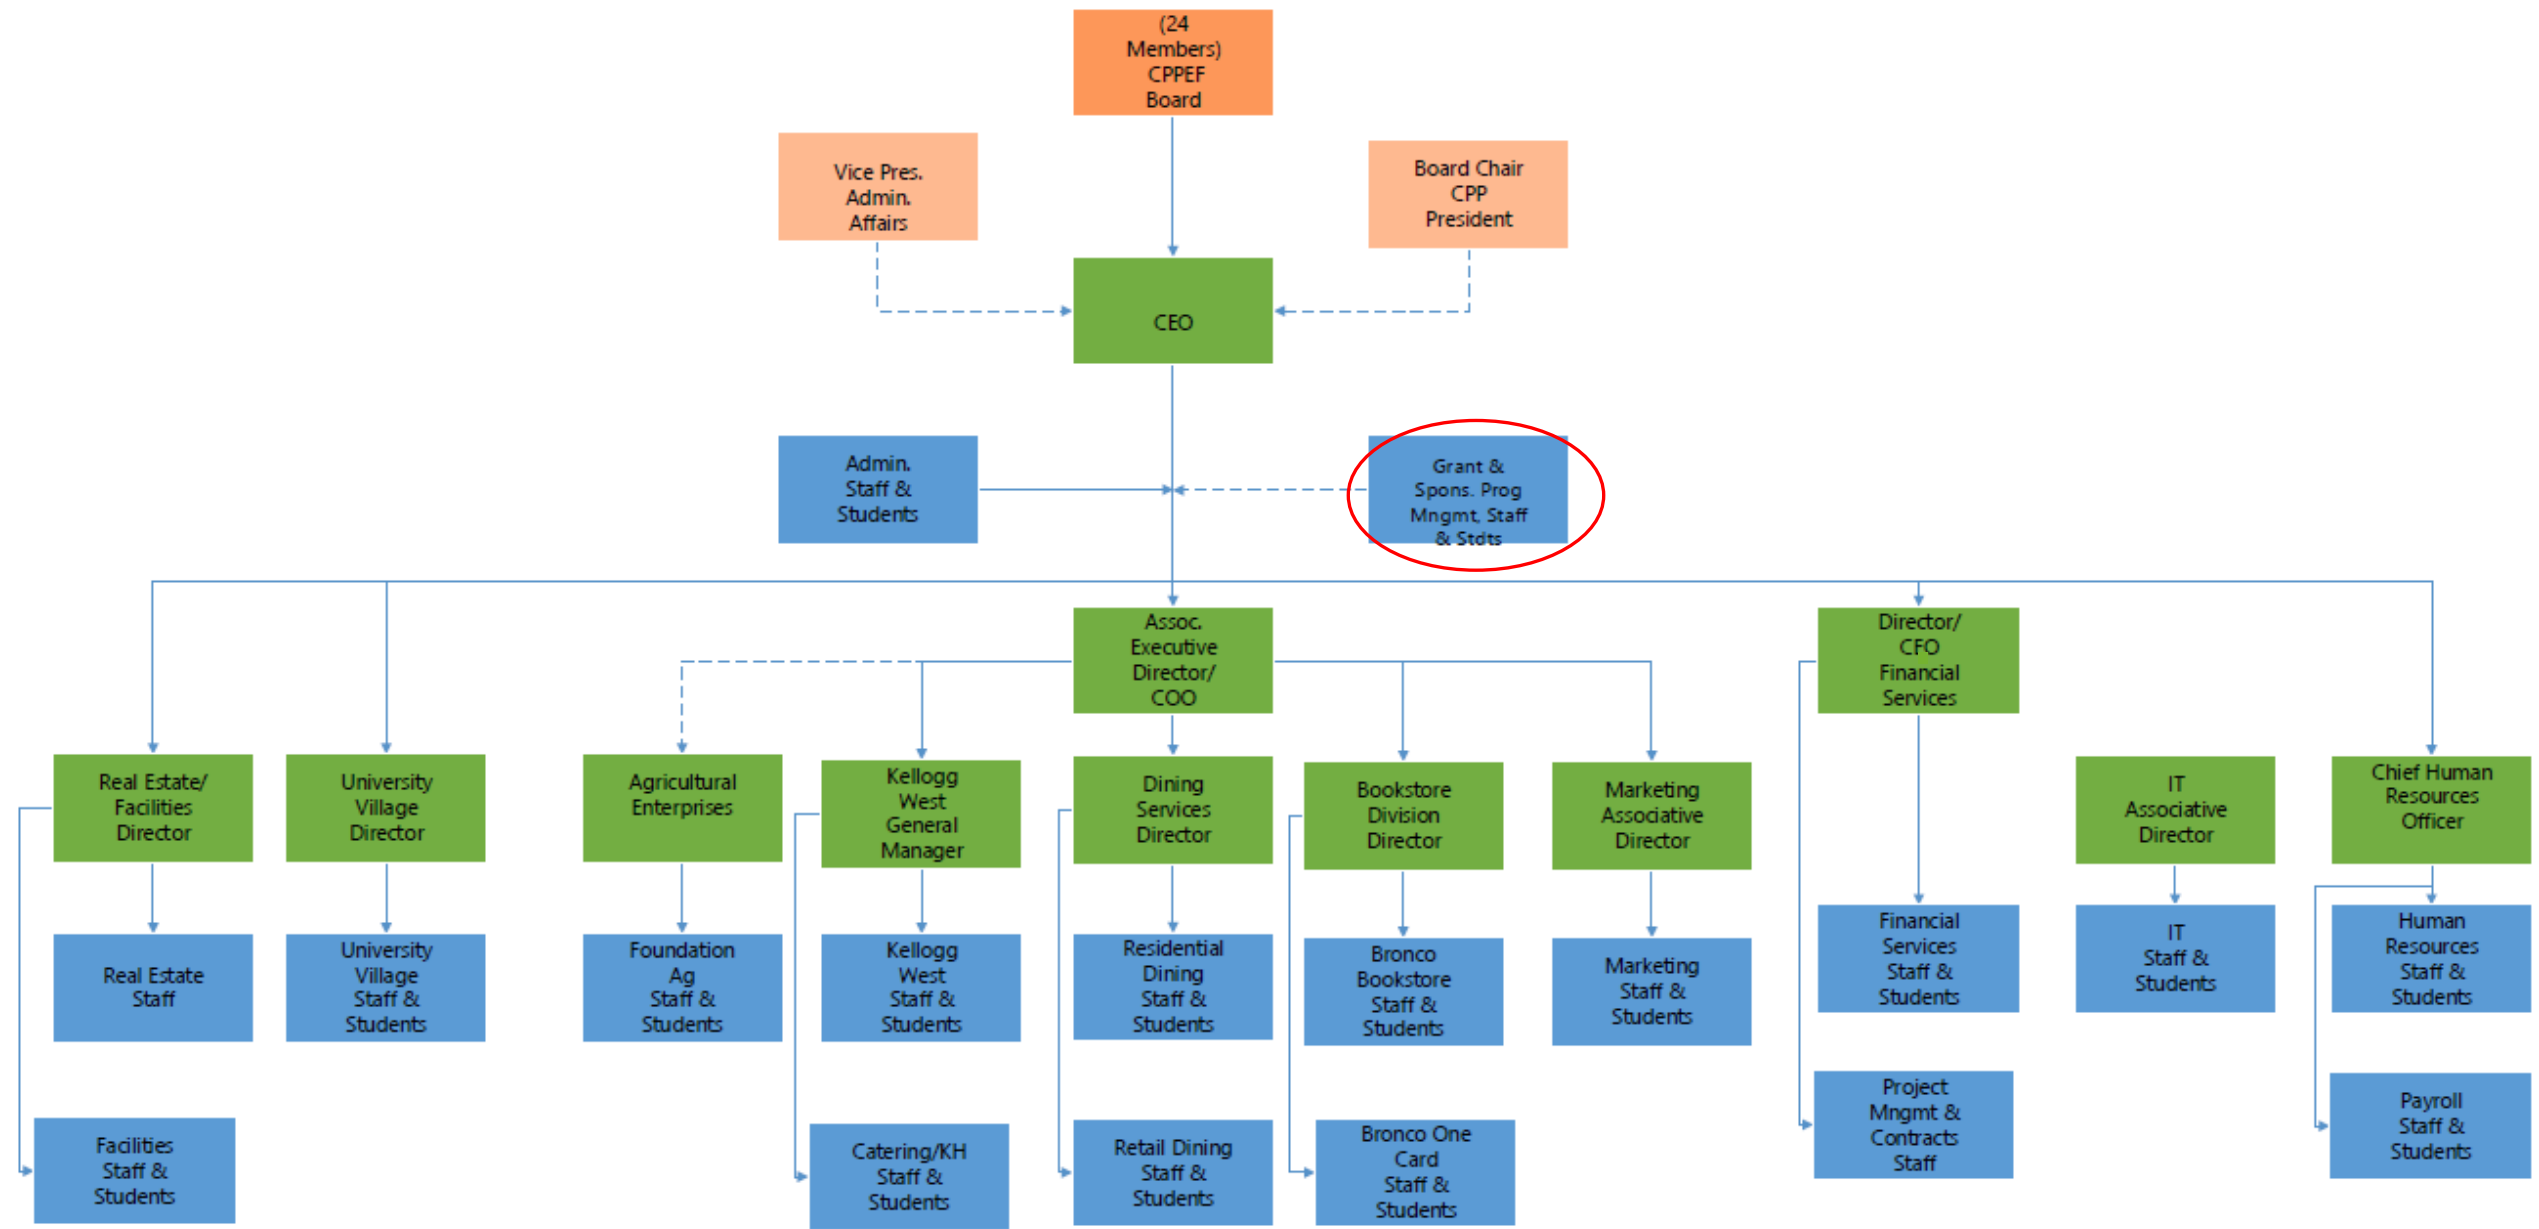 (24
Members)
CPPEF
Board
Vice Pres.
Admin.
Affairs
Board Chair
CPP
President
CEO
Admin.
Staff &
Students
Grant &
Spons. Prog
Mngmt, Staff
& Stdts
Assoc.
Executive
Director/
COO
Director/
CFO
Financial
Services
Real Estate/
Facilities
Director
University
Village
Director
Agricultural
Enterprises
Kellogg
West
General
Manager
Dining
Services
Director
Bookstore
Division
Director
Marketing
Associative
Director
IT
Associative
Director
Chief Human
Resources
Officer
Real Estate
Staff
University
Village
Staff &
Students
Foundation
Ag
Staff &
Students
Kellogg
West
Staff &
Students
Residential
Dining
Staff &
Students
Bronco
Bookstore
Staff &
Students
Marketing
Staff &
Students
Financial
Services
Staff &
Students
IT
Staff &
Students
Human
Resources
Staff &
Students
Facilities
Staff &
Students
Catering/KH
Staff &
Students
Retail Dining
Staff &
Students
Bronco One
Card
Staff &
Students
Project
Mngmt &
Contracts
Staff
Payroll
Staff &
Students